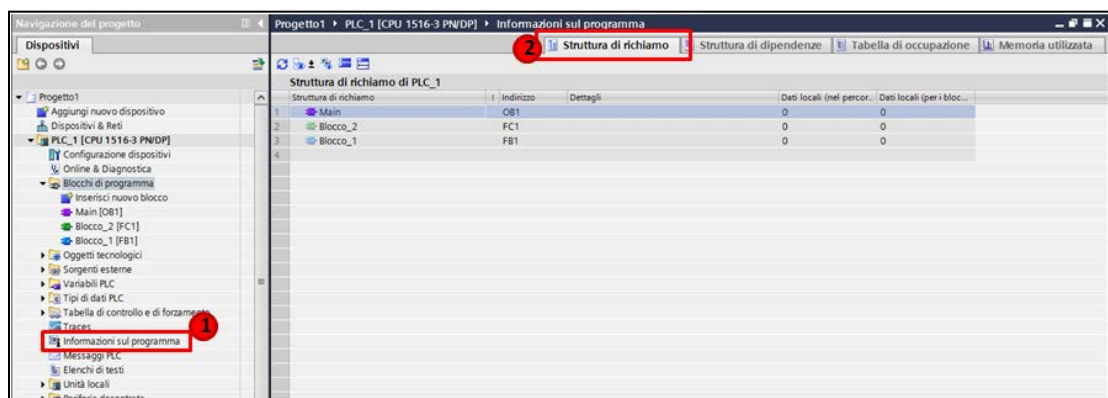 Navigazione del progetto
Progetto1 ▸ PLC_1 [CPU 1516-3 PN/DP] ▸ Informazioni sul programma
Dispositivi
2
Struttura di richiamo
Struttura di dipendenze
Tabella di occupazione
Memoria utilizzata
Struttura di richiamo di PLC_1
Struttura di richiamo ! Indirizzo Dettagli Dati locali (nel percor.. Dati locali (per i bloc...
1 Main OB1 0 0
2 Blocco_2 FC1 0 0
3 Blocco_1 FB1 0 0
4
Progetto1
Aggiungi nuovo dispositivo
Dispositivi & Reti
PLC_1 [CPU 1516-3 PN/DP]
Configurazione dispositivi
Online & Diagnostica
Blocchi di programma
Inserisci nuovo blocco
Main [OB1]
Blocco_2 [FC1]
Blocco_1 [FB1]
Oggetti tecnologici
Sorgenti esterne
Variabili PLC
Tipi di dati PLC
Tabella di controllo e di forzamento
Traces
1
Informazioni sul programma
Messaggi PLC
Elenchi di testi
Unità locali